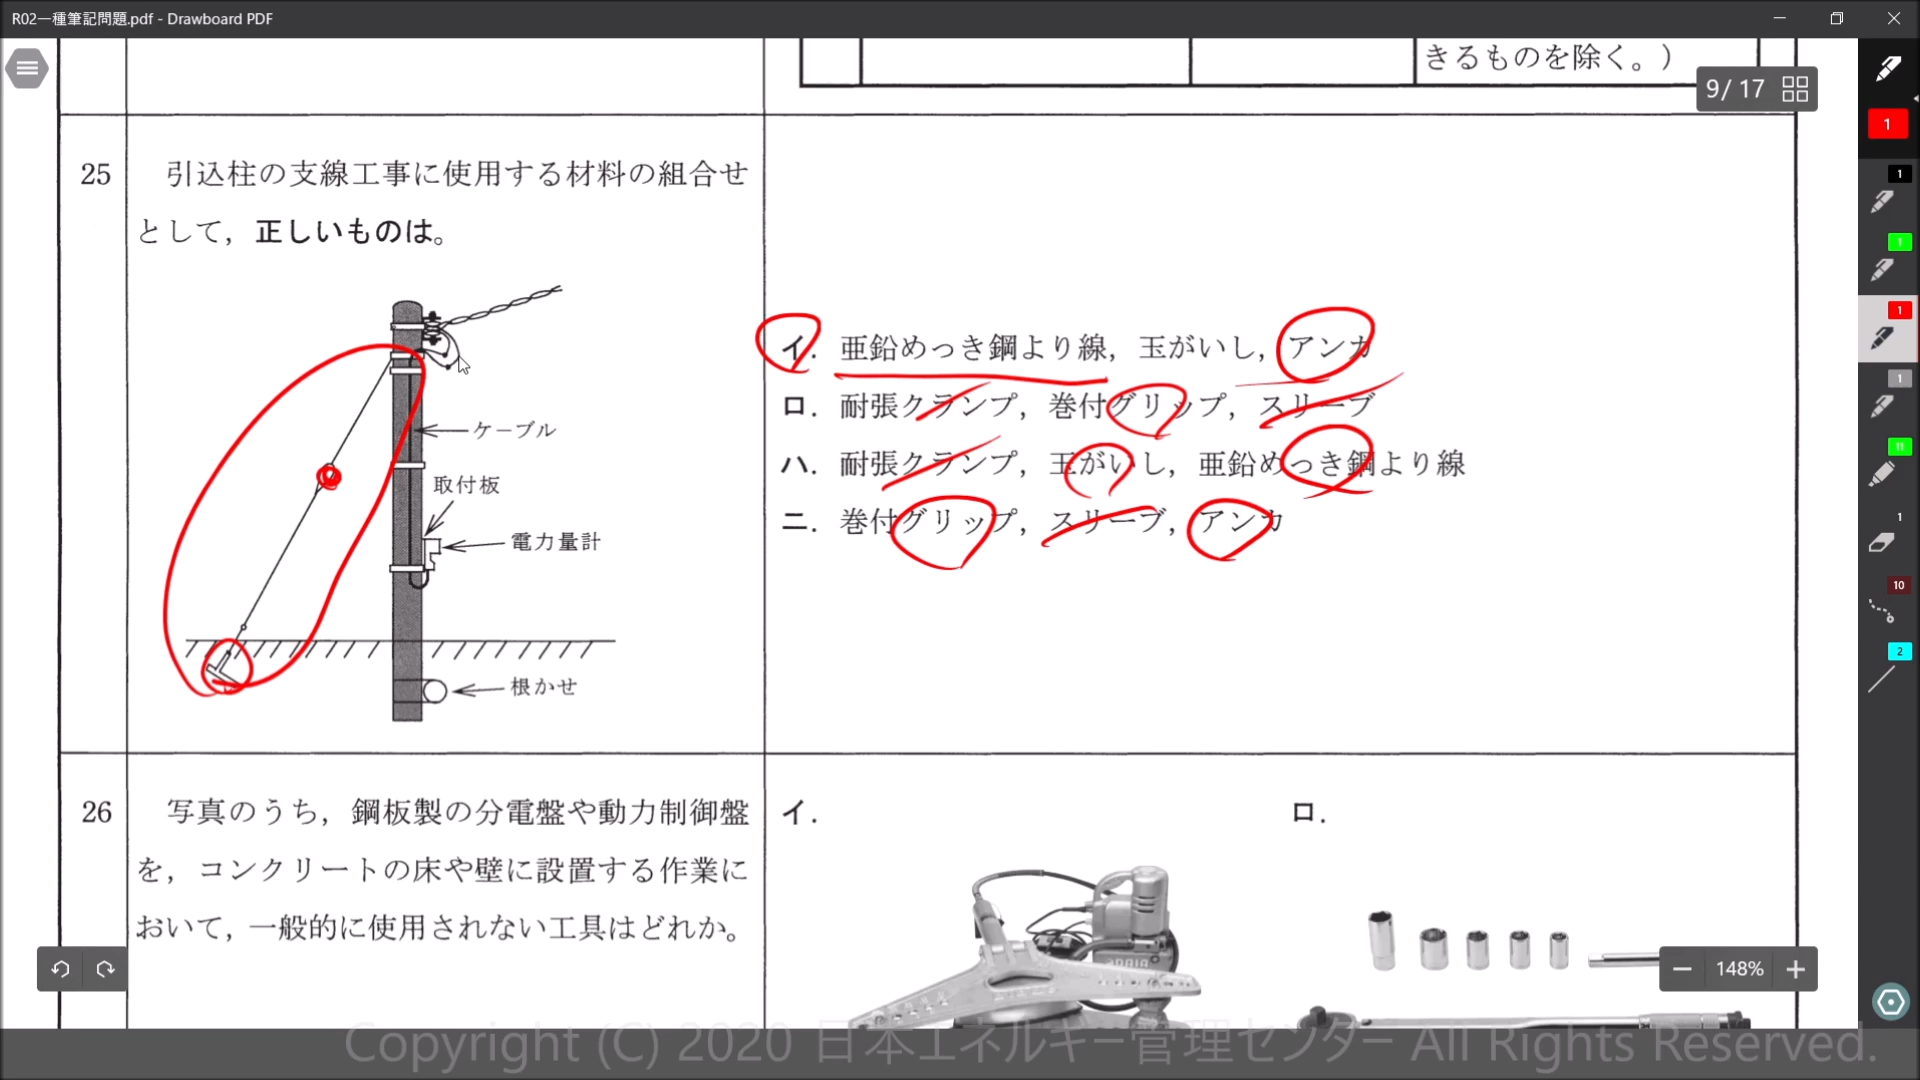 R02一種筆記問題.pdf - Drawboard PDF
きるものを除く。）
9/ 17
1
25
引込柱の支線工事に使用する材料の組合せ
として，正しいものは。
ケーブル
取付板
電力量計
根かせ
イ．亜鉛めっき鋼より線，玉がいし，アンカ
ロ．耐張クランプ，巻付グリップ，スリーブ
ハ．耐張クランプ，玉がいし，亜鉛めっき鋼より線
ニ．巻付グリップ，スリーブ，アンカ
1
1
1
1
11
1
10
2
26
写真のうち，鋼板製の分電盤や動力制御盤
を，コンクリートの床や壁に設置する作業に
おいて，一般的に使用されない工具はどれか。
イ．
ロ．
148%
Copyright (C) 2020 日本エネルギー管理センター All Rights Reserved.